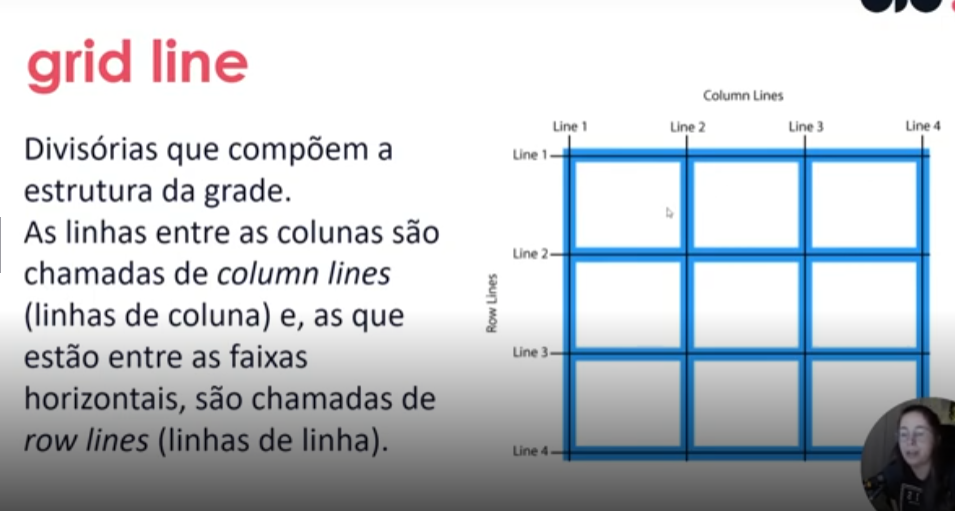 grid line
Divisórias que compõem a
estrutura da grade.
As linhas entre as colunas são
chamadas de column lines
(linhas de coluna) e, as que
estão entre as faixas
horizontais, são chamadas de
row lines (linhas de linha).
Column Lines
Line 1 Line 2 Line 3 Line 4
Line 1
Line 2
Row Lines
Line 3
Line 4